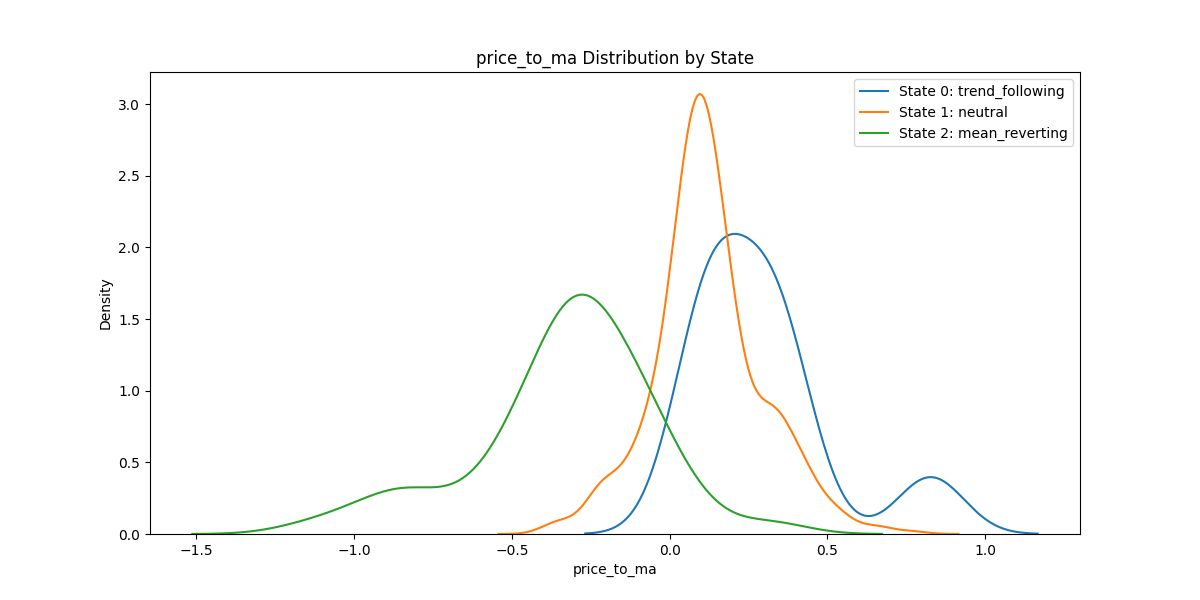 price_to_ma Distribution by State
State 0: trend_following
State 1: neutral
State 2: mean_reverting
Density
3.0
2.5
2.0
1.5
1.0
0.5
0.0
−1.5 −1.0 −0.5 0.0 0.5 1.0
price_to_ma